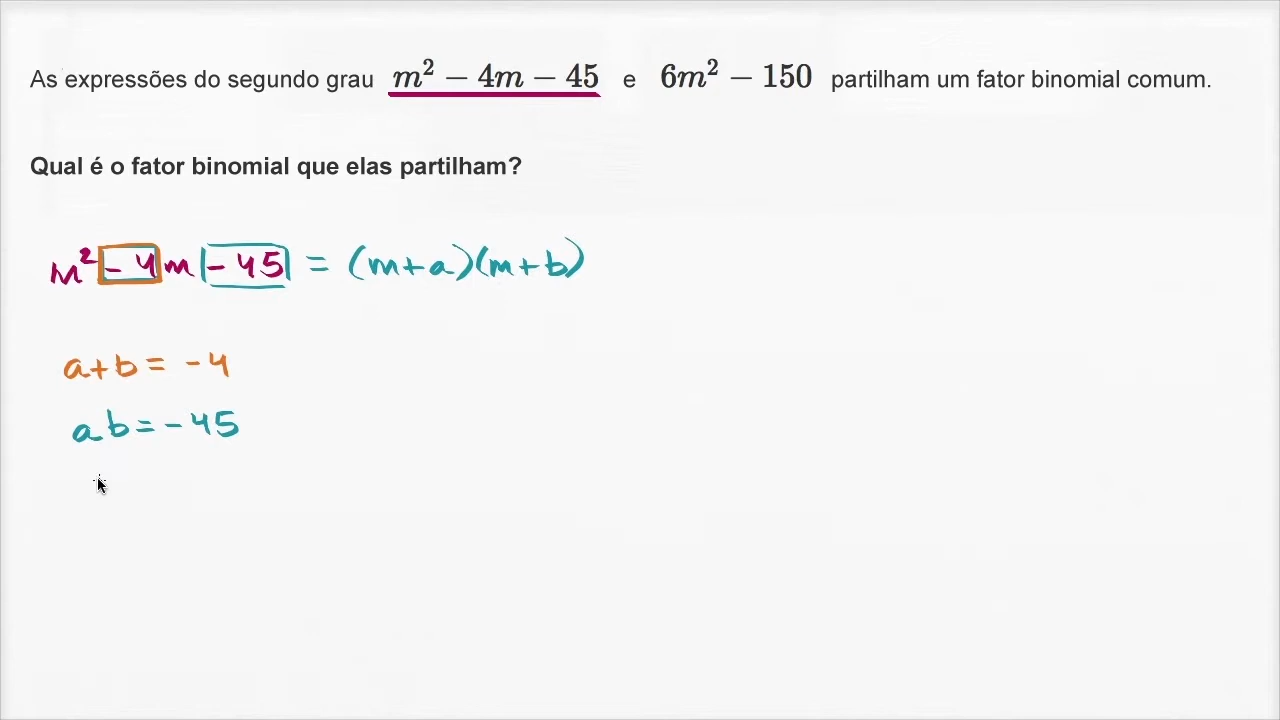 As expressões do segundo grau m² − 4m − 45 e 6m² − 150 partilham um fator binomial comum.
Qual é o fator binomial que elas partilham?
m² - 4m - 45 = (m+a)(m+b)
a+b = -4
ab = -45